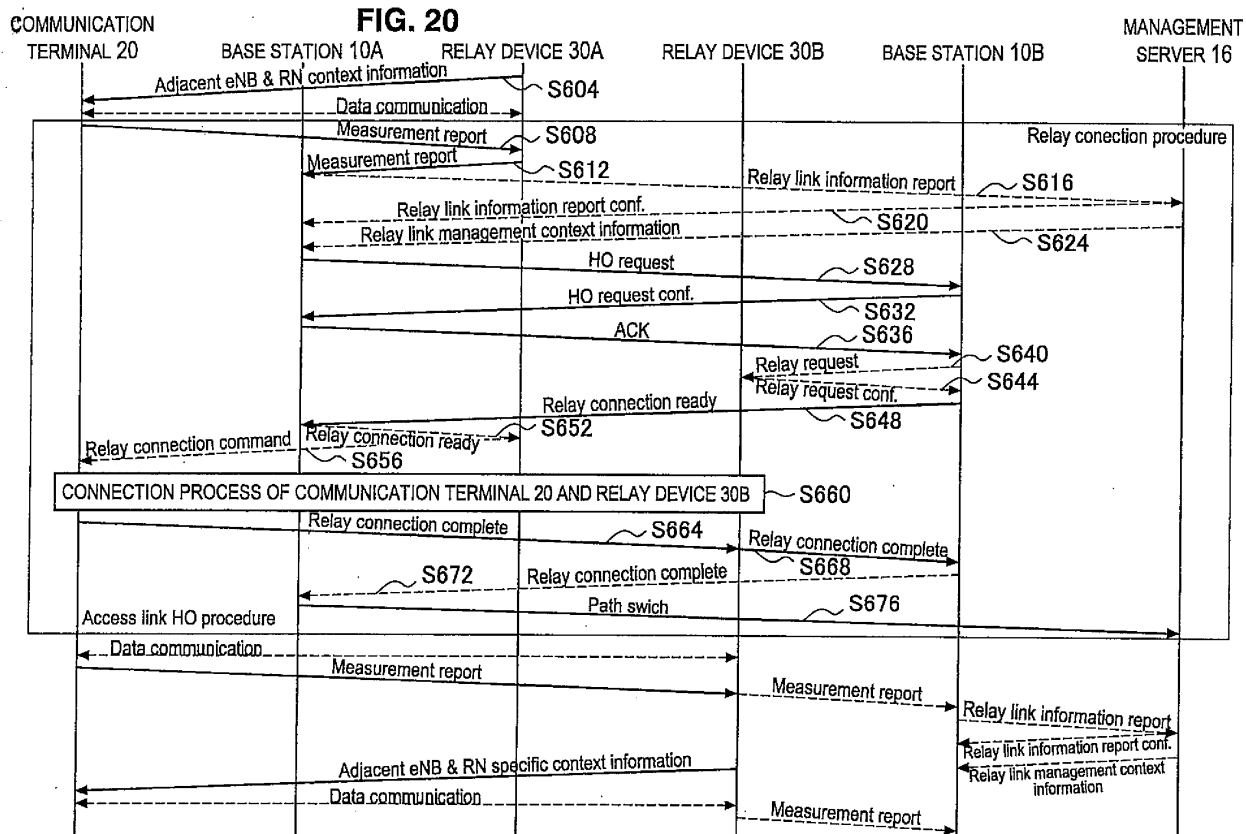 FIG. 20
COMMUNICATION
TERMINAL 20
BASE STATION 10A
RELAY DEVICE 30A
RELAY DEVICE 30B
BASE STATION 10B
MANAGEMENT
SERVER 16
Adjacent eNB & RN context information
S604
Data communication
Relay conection procedure
Measurement report
S608
Measurement report
S612
Relay link information report
S616
Relay link information report conf.
S620
Relay link management context information
S624
HO request
S628
HO request conf.
S632
ACK
S636
Relay request
S640
Relay request conf.
S644
Relay connection ready
S648
Relay connection ready
S652
Relay connection command
S656
CONNECTION PROCESS OF COMMUNICATION TERMINAL 20 AND RELAY DEVICE 30B
S660
Relay connection complete
S664
Relay connection complete
S668
S672
Relay connection complete
Path swich
S676
Access link HO procedure
Data communication
Measurement report
Measurement report
Relay link information report
Relay link information report conf.
Relay link management context
information
Adjacent eNB & RN specific context information
Data communication
Measurement report